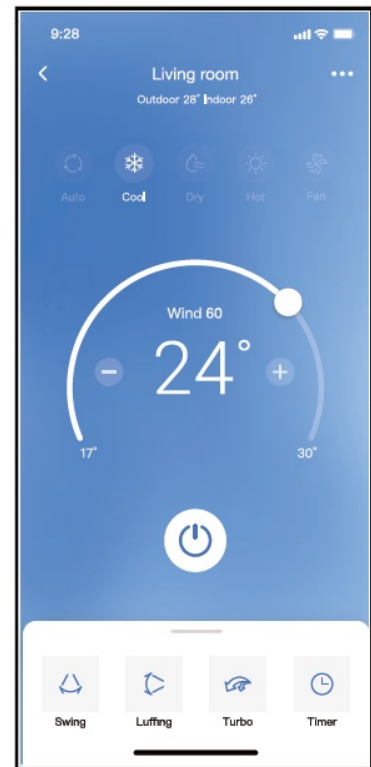 9:28
Living room
Outdoor 28° Indoor 26°
Auto Cool Dry Hot Fan
Wind 60
24°
17° 30°
Swing Luffing Turbo Timer